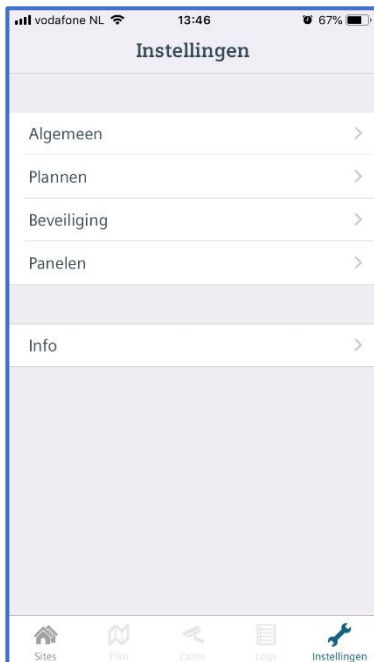 vodafone NL 13:46 67%
Instellingen
Algemeen
Plannen
Beveiliging
Panelen
Info
Sites Plan Cams Logs Instellingen